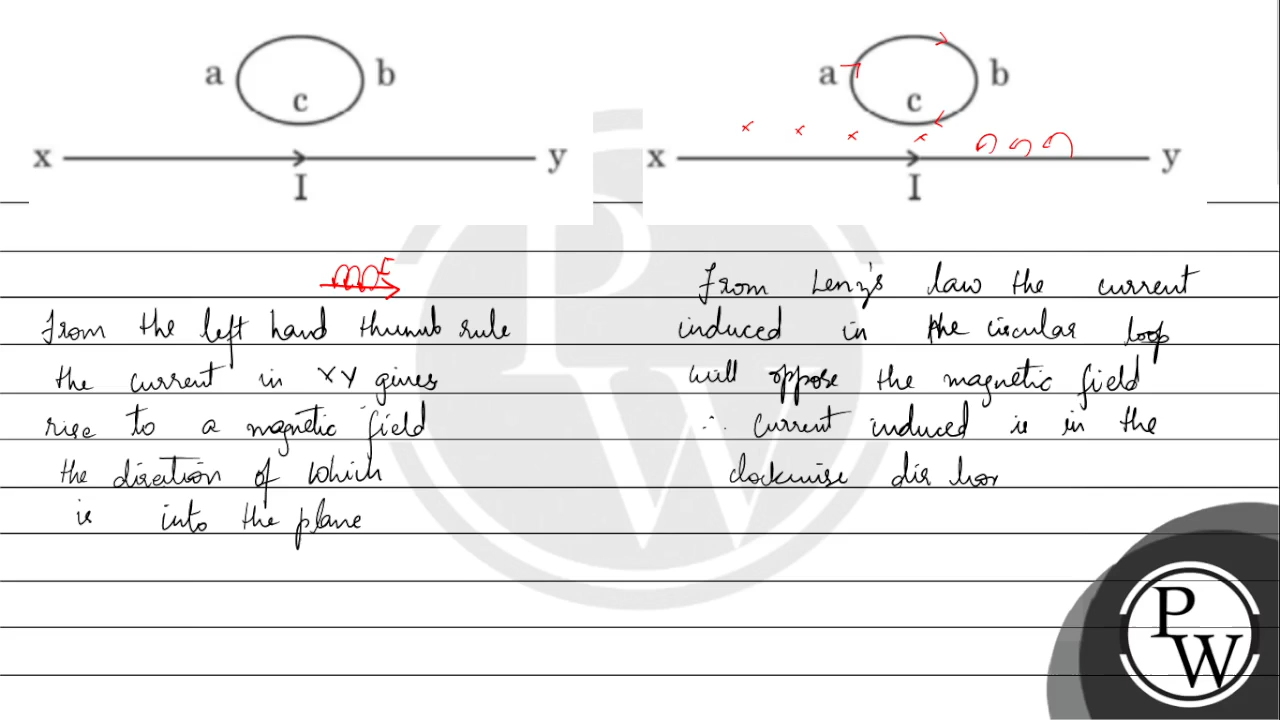 a b
c
x y
I
a b
c
x y
I
from the left hand thumb rule
the current in XY gives
rise to a magnetic field
the direction of which
is into the plane
from Lenz's law the current
induced in the circular loop
will oppose the magnetic field
∴ current induced is in the
clockwise dir
P
W